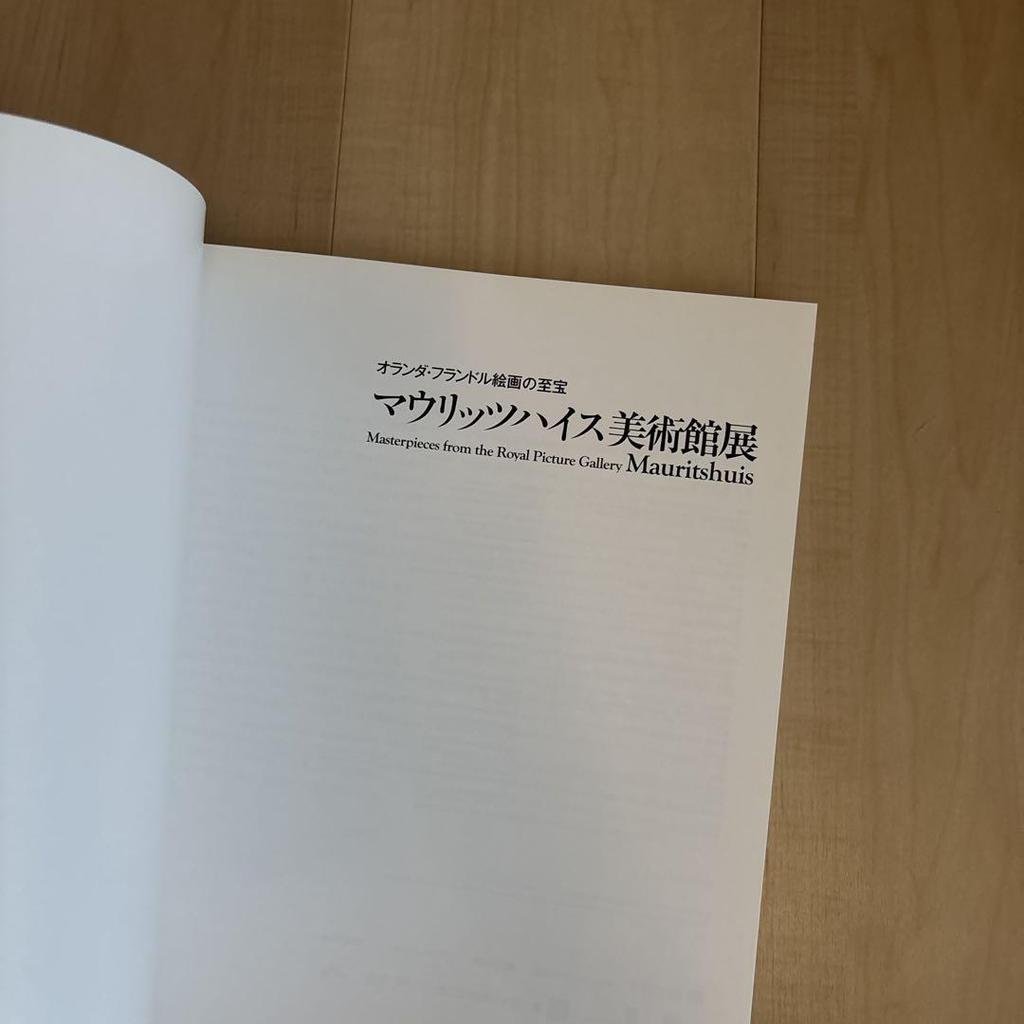 オランダ・フランドル絵画の至宝
マウリッツハイス美術館展
Masterpieces from the Royal Picture Gallery Mauritshuis